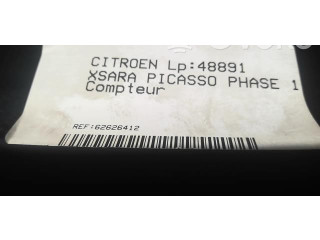 CITROEN Lp:48891
XSARA PICASSO PHASE 1
Compteur
REF:62626412